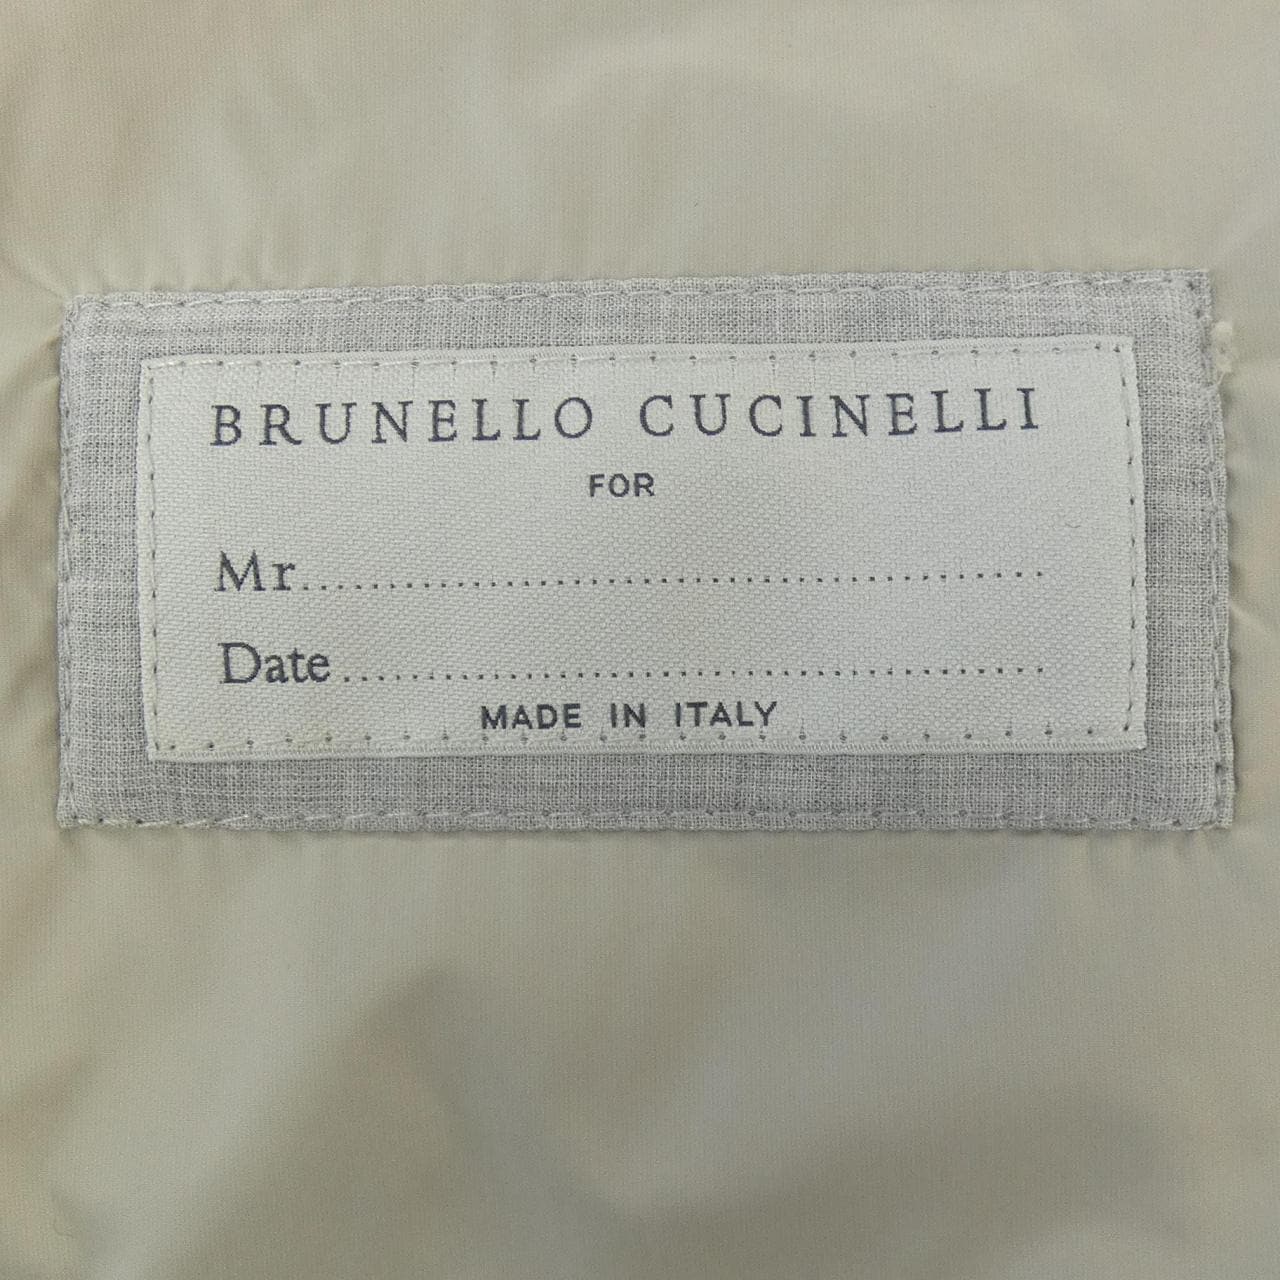 BRUNELLO CUCINELLI
FOR
Mr..........................................
Date........................................
MADE IN ITALY